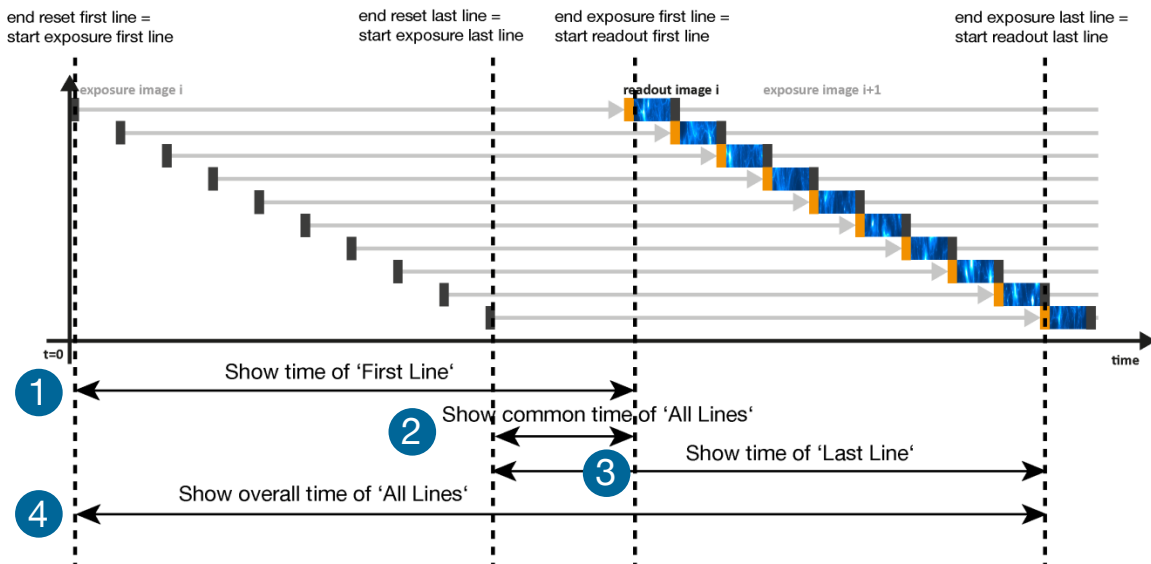 end reset first line =
start exposure first line
end reset last line =
start exposure last line
end exposure first line =
start readout first line
end exposure last line =
start readout last line
exposure image i
readout image i
exposure image i+1
t=0
time
1
Show time of ‘First Line‘
2
Show common time of ‘All Lines‘
3
Show time of ‘Last Line‘
4
Show overall time of ‘All Lines‘